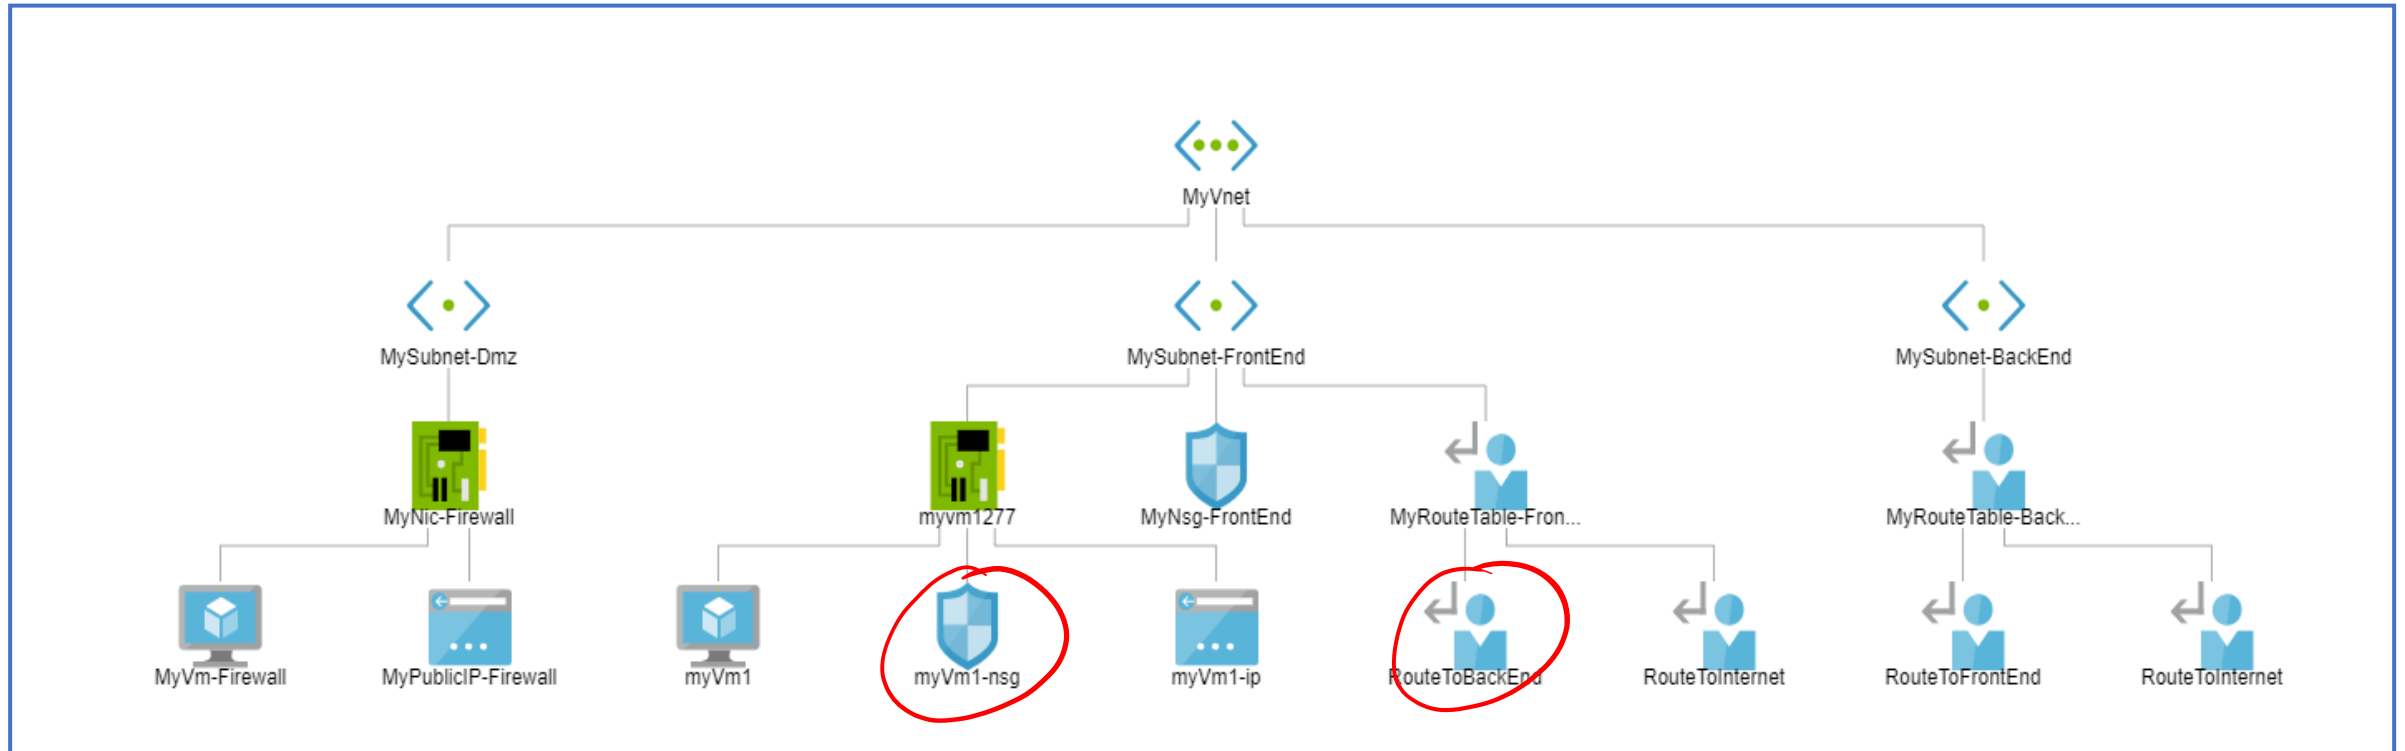 MyVnet
MySubnet-Dmz
MySubnet-FrontEnd
MySubnet-BackEnd
MyNic-Firewall
myvm1277
MyNsg-FrontEnd
MyRouteTable-Fron...
MyRouteTable-Back...
MyVm-Firewall
MyPublicIP-Firewall
myVm1
myVm1-nsg
myVm1-ip
RouteToBackEnd
RouteToInternet
RouteToFrontEnd
RouteToInternet